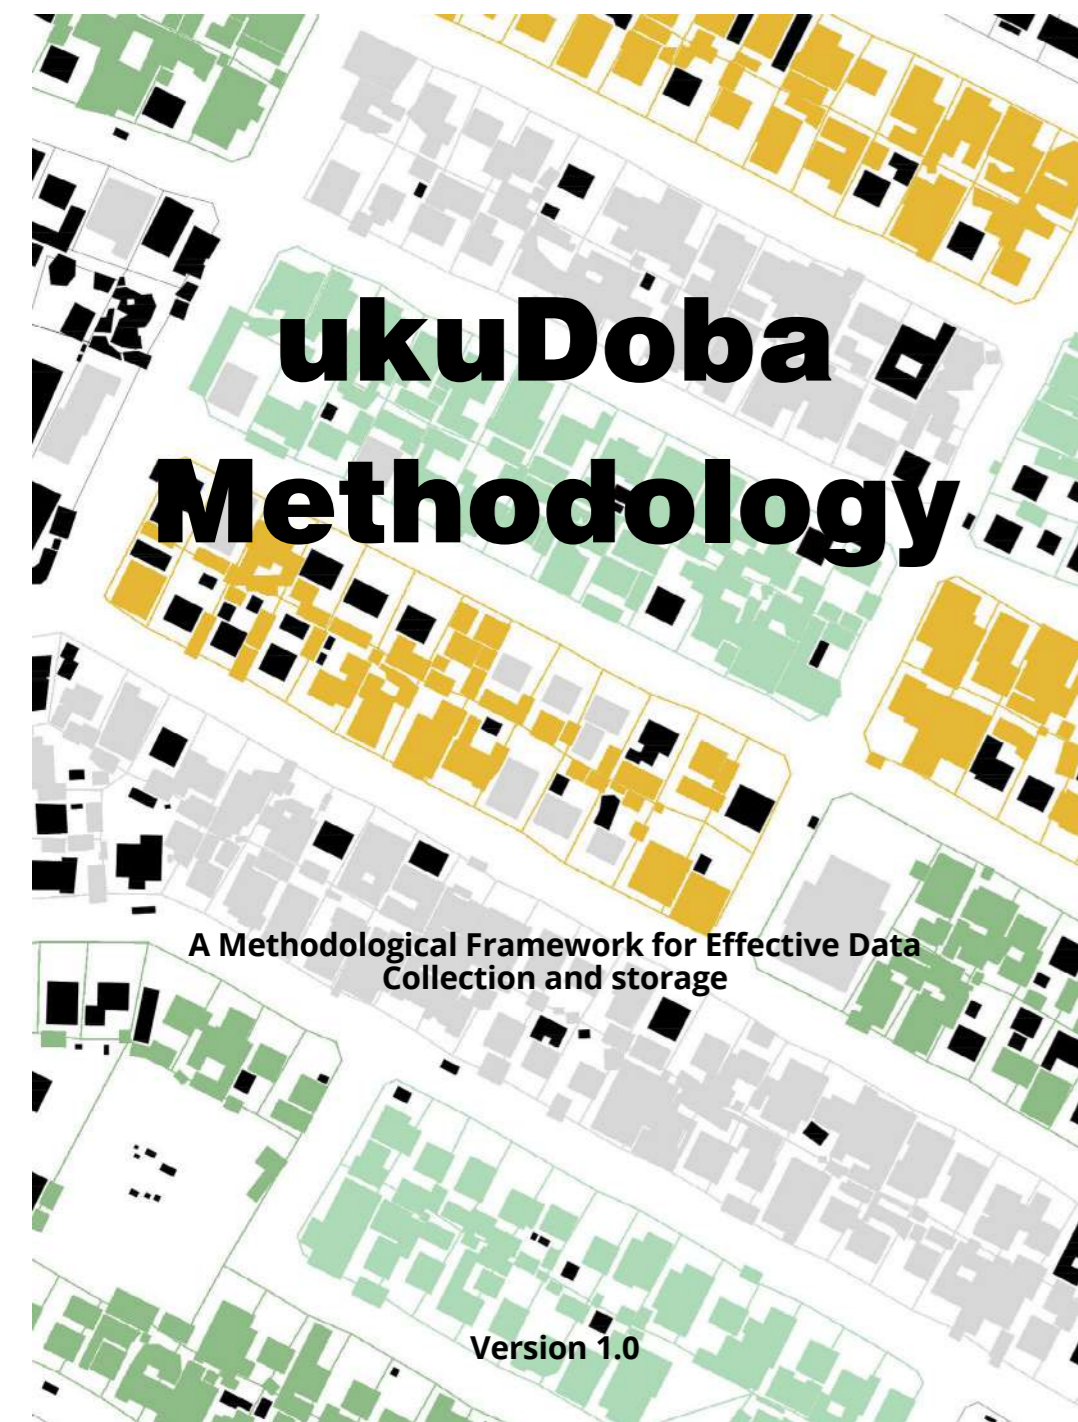 ukuDoba
Methodology
A Methodological Framework for Effective Data
Collection and storage
Version 1.0